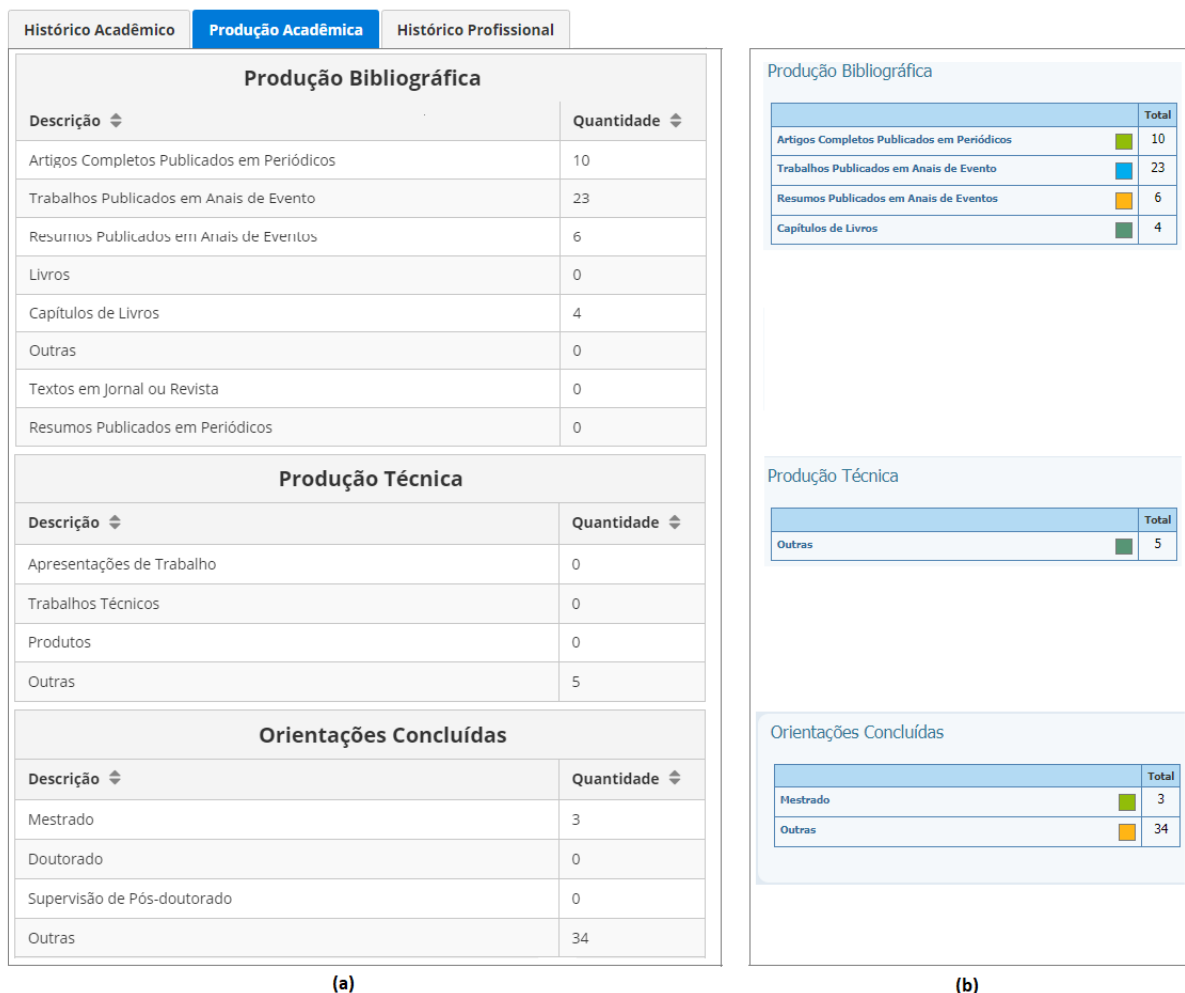 Histórico Acadêmico Produção Acadêmica Histórico Profissional
Produção Bibliográfica
Descrição Quantidade
Artigos Completos Publicados em Periódicos 10
Trabalhos Publicados em Anais de Evento 23
Resumos Publicados em Anais de Eventos 6
Livros 0
Capítulos de Livros 4
Outras 0
Textos em Jornal ou Revista 0
Resumos Publicados em Periódicos 0
Produção Técnica
Descrição Quantidade
Apresentações de Trabalho 0
Trabalhos Técnicos 0
Produtos 0
Outras 5
Orientações Concluídas
Descrição Quantidade
Mestrado 3
Doutorado 0
Supervisão de Pós-doutorado 0
Outras 34
(a)
Produção Bibliográfica
Total
Artigos Completos Publicados em Periódicos 10
Trabalhos Publicados em Anais de Evento 23
Resumos Publicados em Anais de Eventos 6
Capítulos de Livros 4
Produção Técnica
Total
Outras 5
Orientações Concluídas
Total
Mestrado 3
Outras 34
(b)